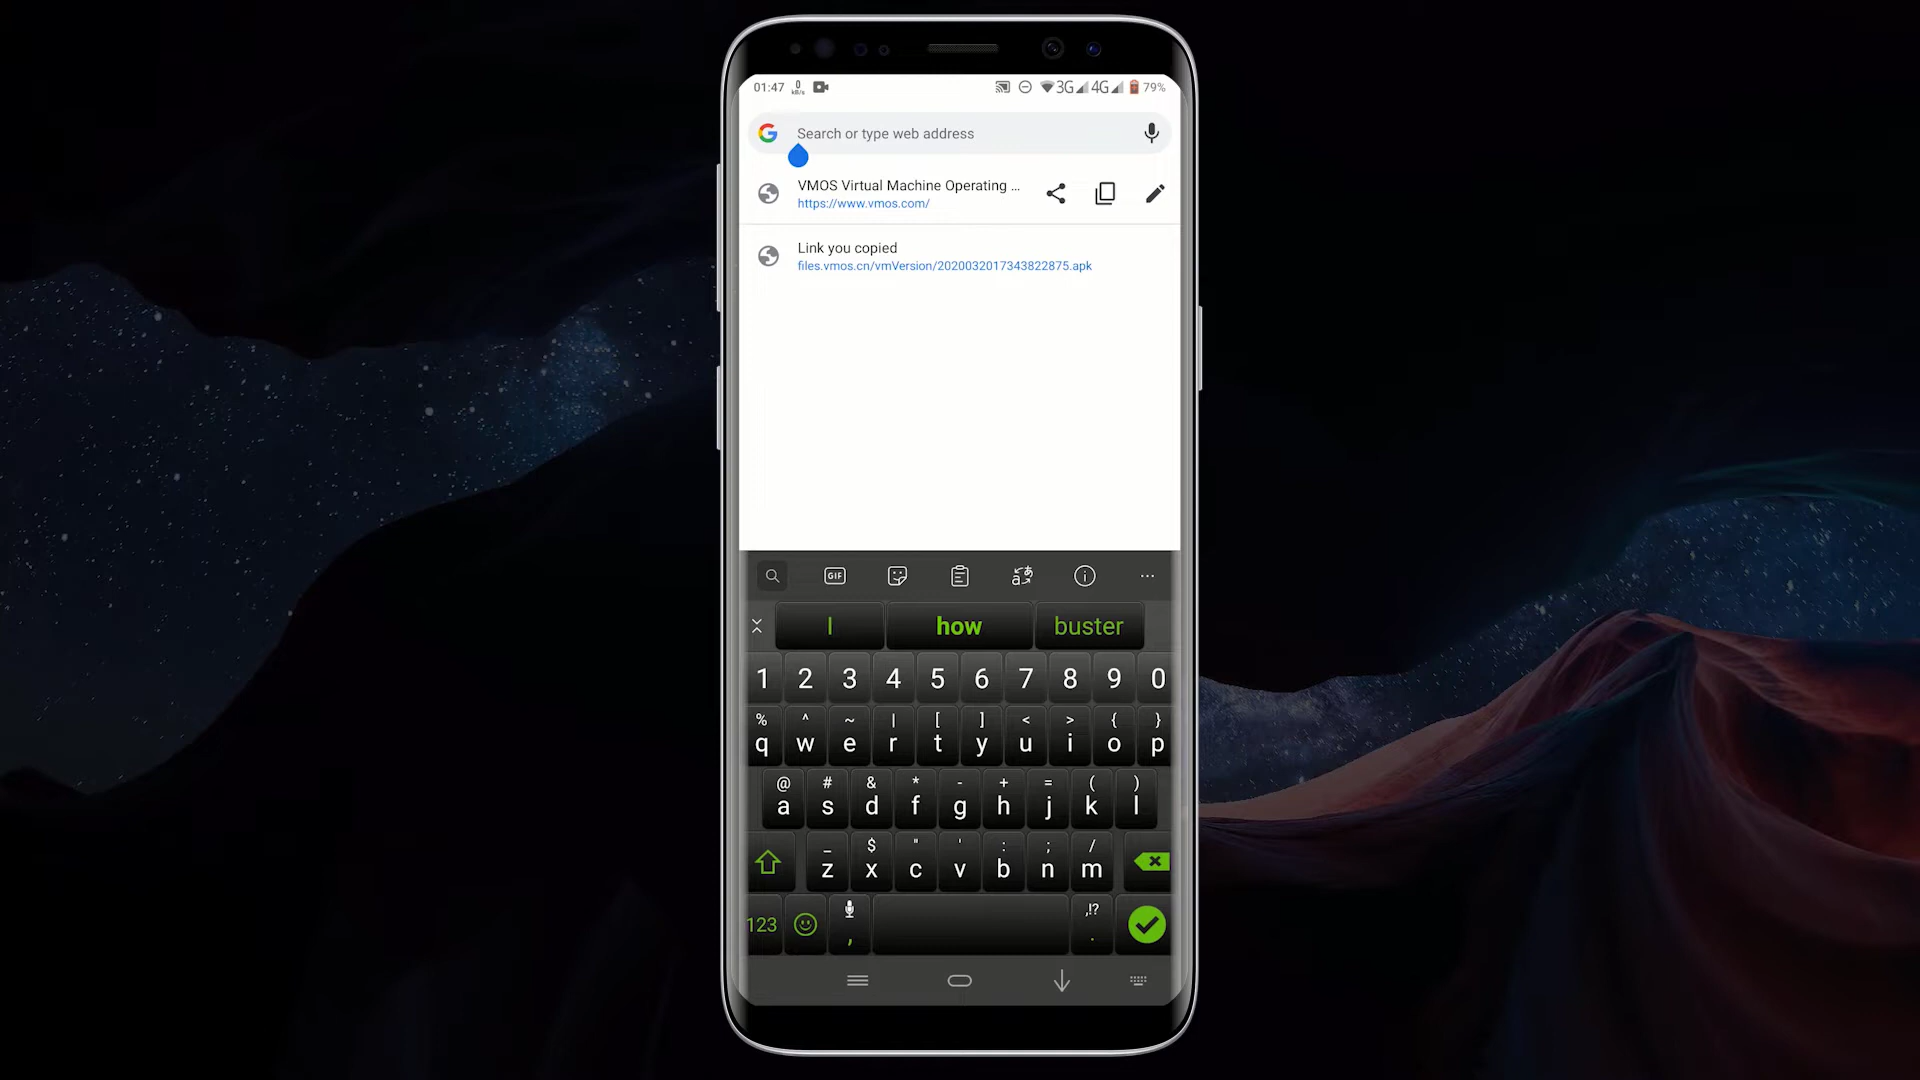 01:47 0 kB/s 3G 4G 79%
Search or type web address
VMOS Virtual Machine Operating ...
https://www.vmos.com/
Link you copied
files.vmos.cn/vmVersion/2020032017343822875.apk
GIF
I how buster
1 2 3 4 5 6 7 8 9 0
% ^ ~ | [ ] < > { }
q w e r t y u i o p
@ # & * - + = ( )
a s d f g h j k l
_ $ " ' : ; /
z x c v b n m
,!?
123 , .